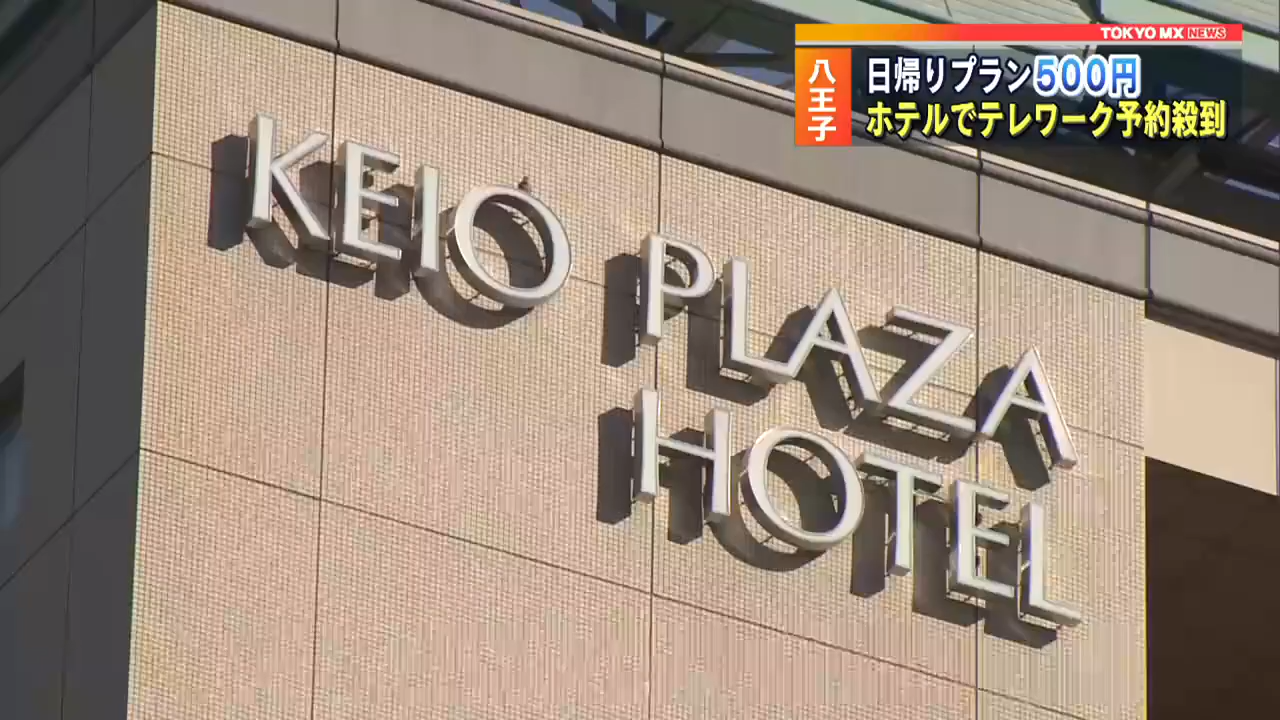 TOKYO MX NEWS
八王子
日帰りプラン500円
ホテルでテレワーク予約殺到
KEIO
PLAZA
HOTEL